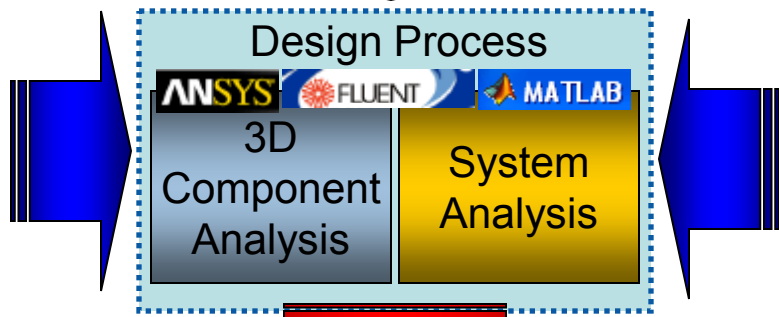 Design Process
ANSYS FLUENT MATLAB
3D
Component
Analysis
System
Analysis